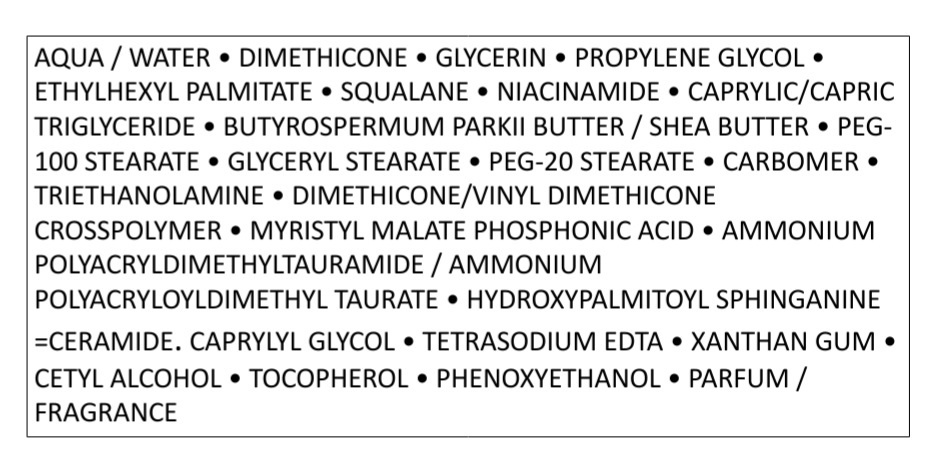 AQUA / WATER • DIMETHICONE • GLYCERIN • PROPYLENE GLYCOL •
ETHYLHEXYL PALMITATE • SQUALANE • NIACINAMIDE • CAPRYLIC/CAPRIC
TRIGLYCERIDE • BUTYROSPERMUM PARKII BUTTER / SHEA BUTTER • PEG-
100 STEARATE • GLYCERYL STEARATE • PEG-20 STEARATE • CARBOMER •
TRIETHANOLAMINE • DIMETHICONE/VINYL DIMETHICONE
CROSSPOLYMER • MYRISTYL MALATE PHOSPHONIC ACID • AMMONIUM
POLYACRYLDIMETHYLTAURAMIDE / AMMONIUM
POLYACRYLOYLDIMETHYL TAURATE • HYDROXYPALMITOYL SPHINGANINE
=CERAMIDE. CAPRYLYL GLYCOL • TETRASODIUM EDTA • XANTHAN GUM •
CETYL ALCOHOL • TOCOPHEROL • PHENOXYETHANOL • PARFUM /
FRAGRANCE